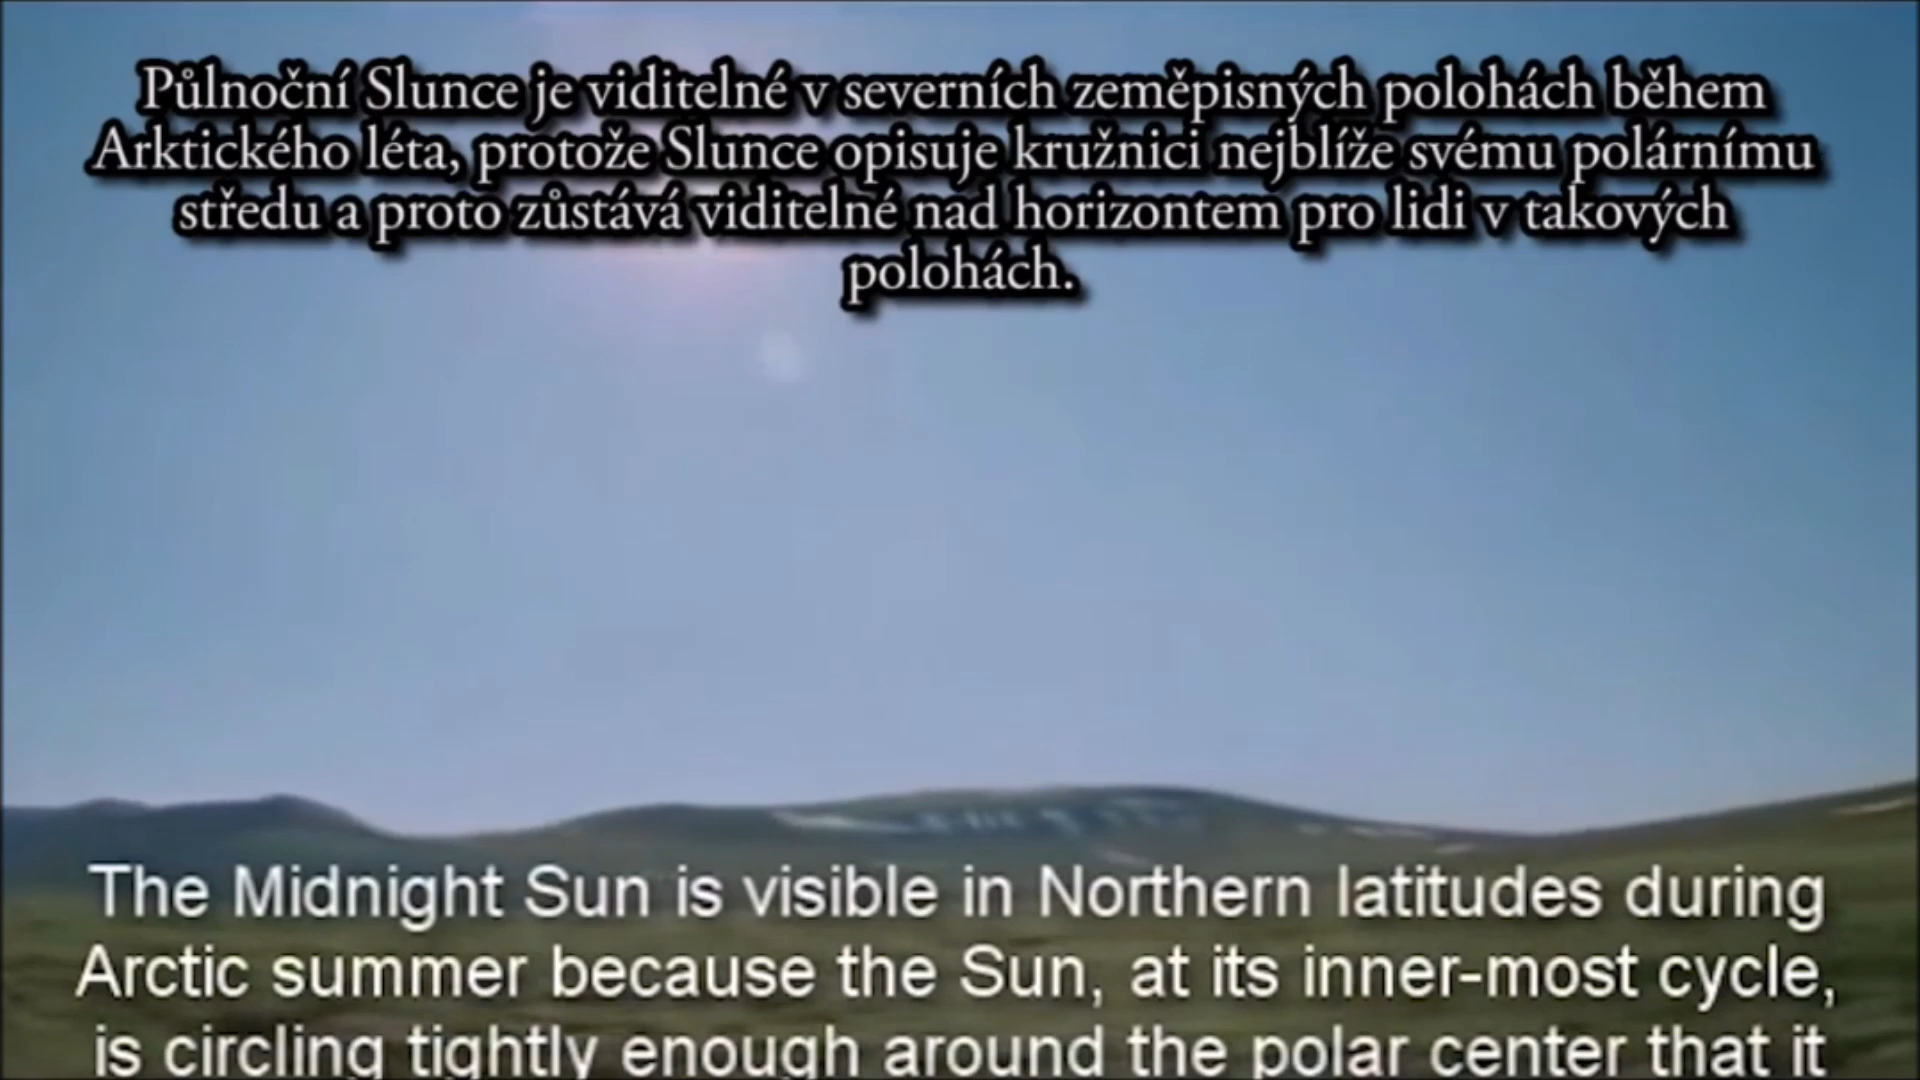 Půlnoční Slunce je viditelné v severních zeměpisných polohách během
Arktického léta, protože Slunce opisuje kružnici nejblíže svému polárnímu
středu a proto zůstává viditelné nad horizontem pro lidi v takových
polohách.
The Midnight Sun is visible in Northern latitudes during
Arctic summer because the Sun, at its inner-most cycle,
is circling tightly enough around the polar center that it